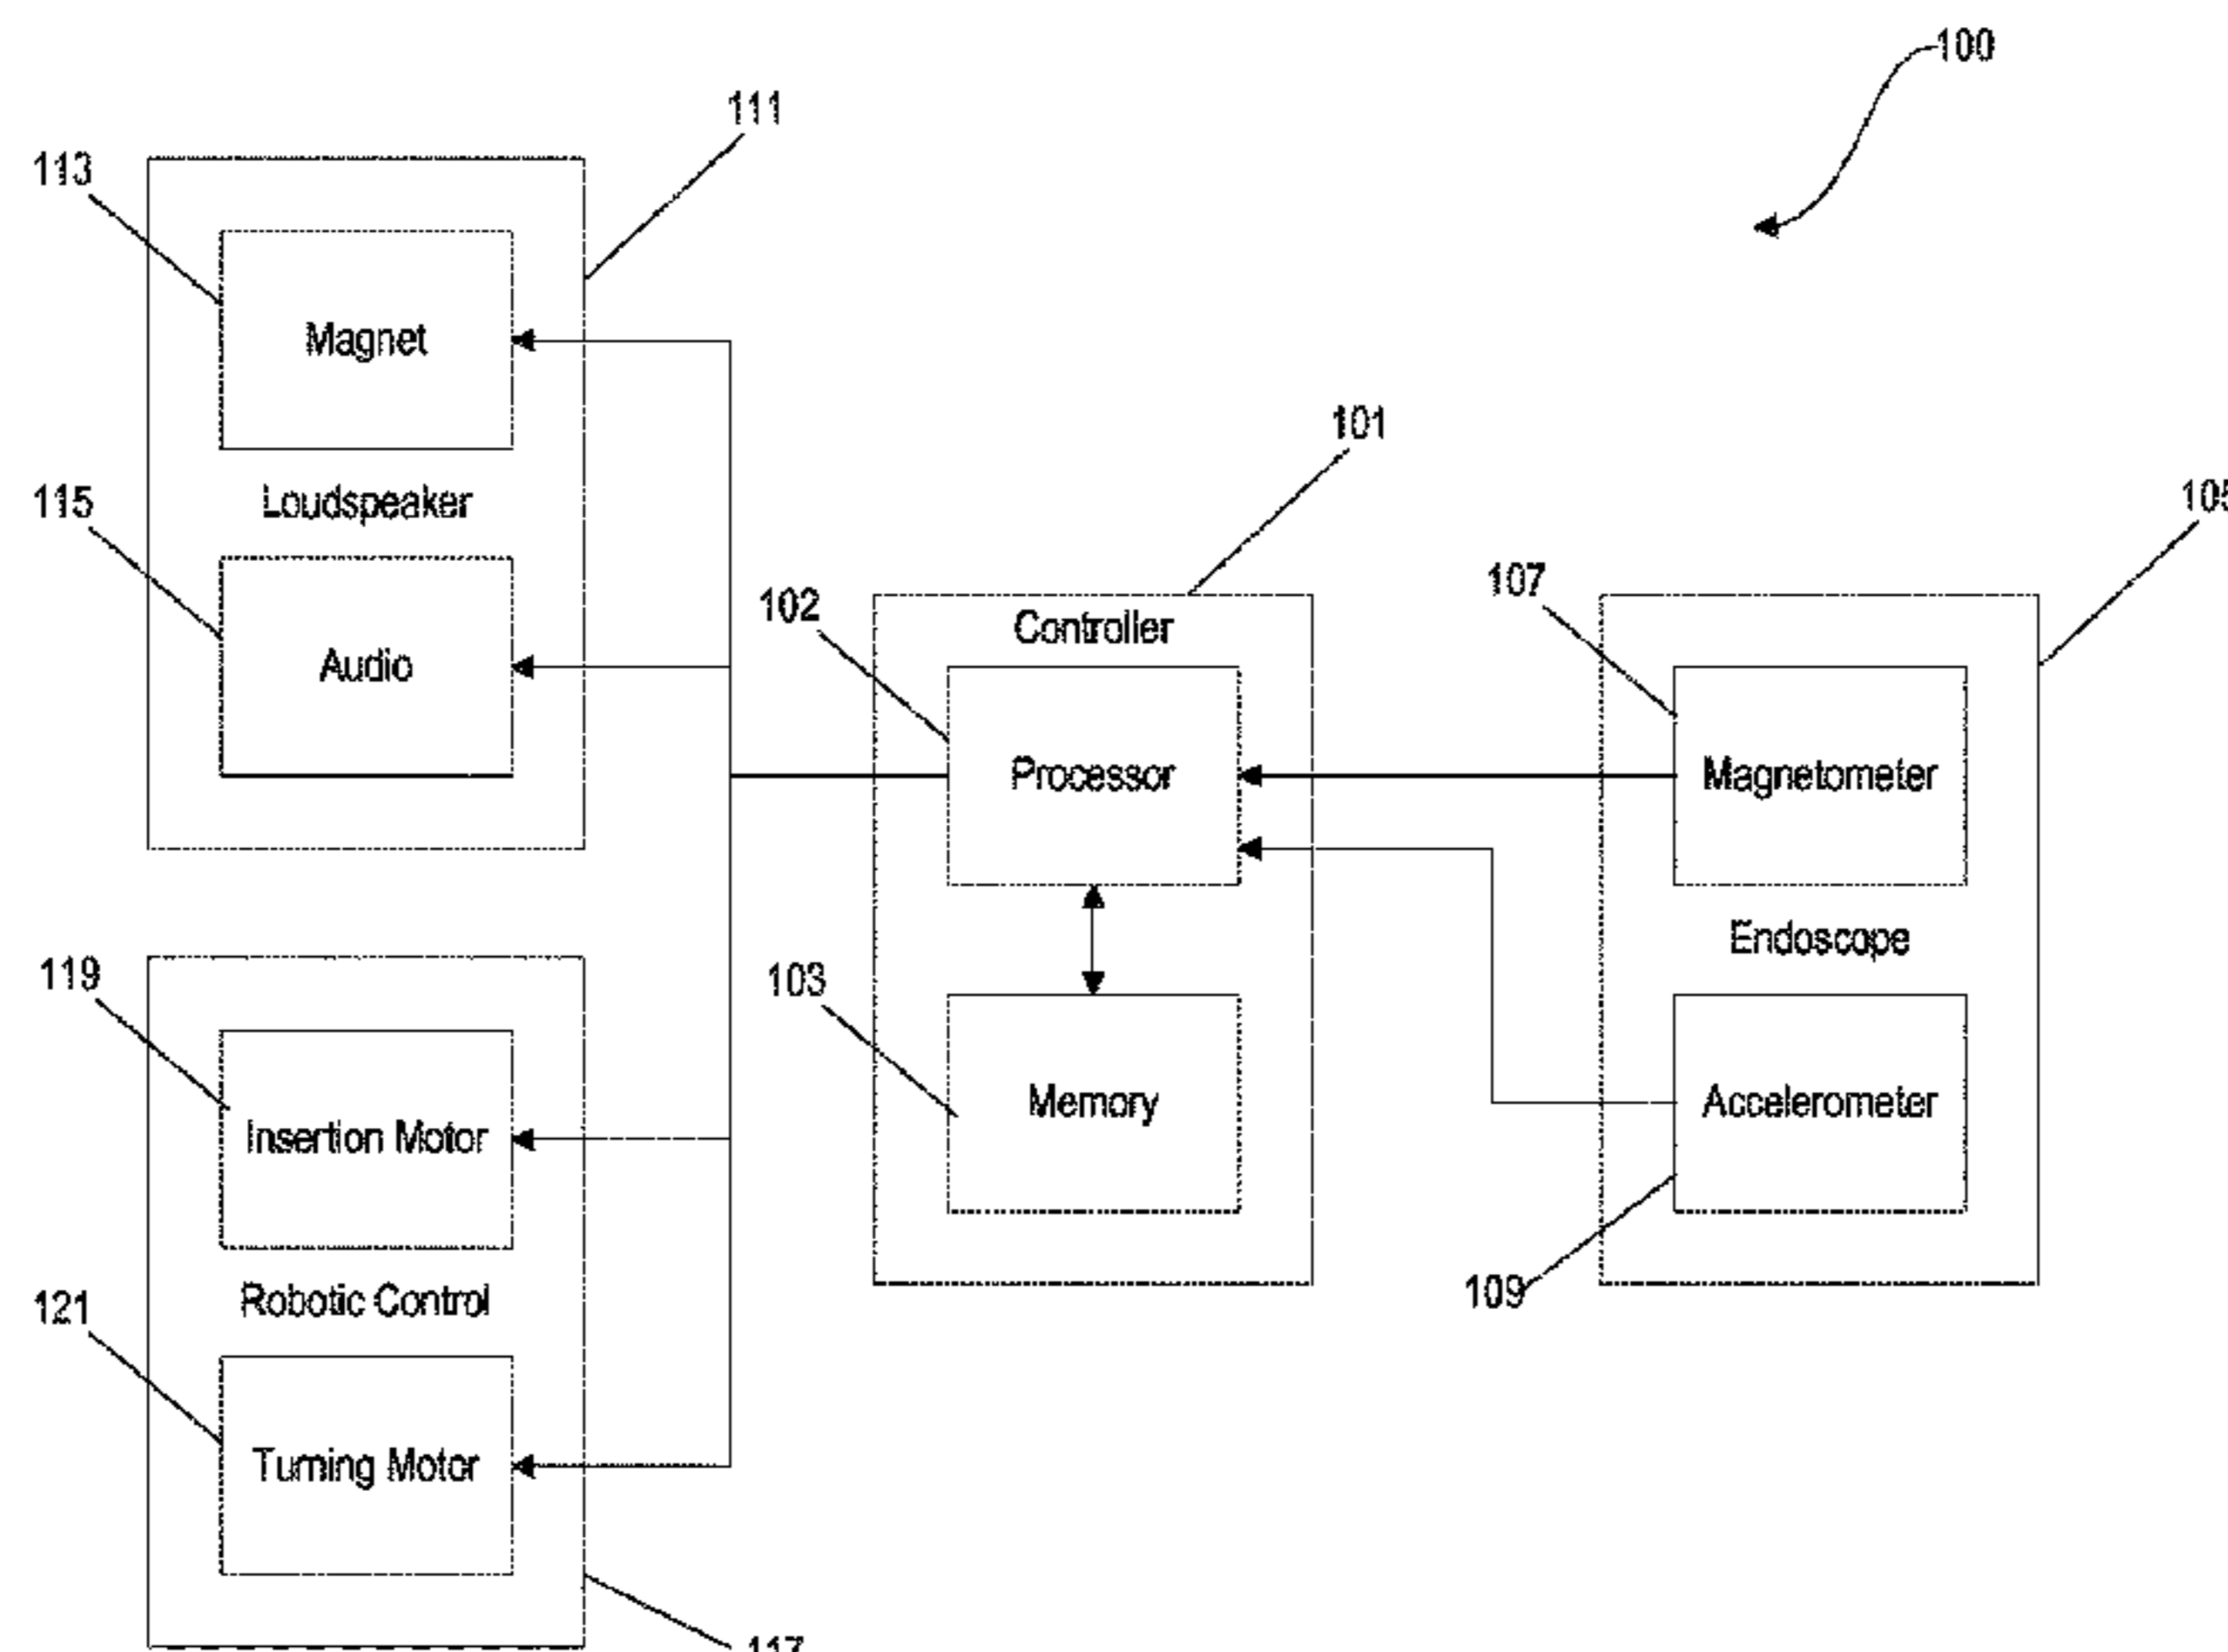 100
111
113
Magnet
101
Loudspeaker
115
105
107
102
Controller
Audio
Processor
Magnetometer
Endoscope
119
103
Memory
Accelerometer
Insertion Motor
109
Robotic Control
121
Turning Motor
117